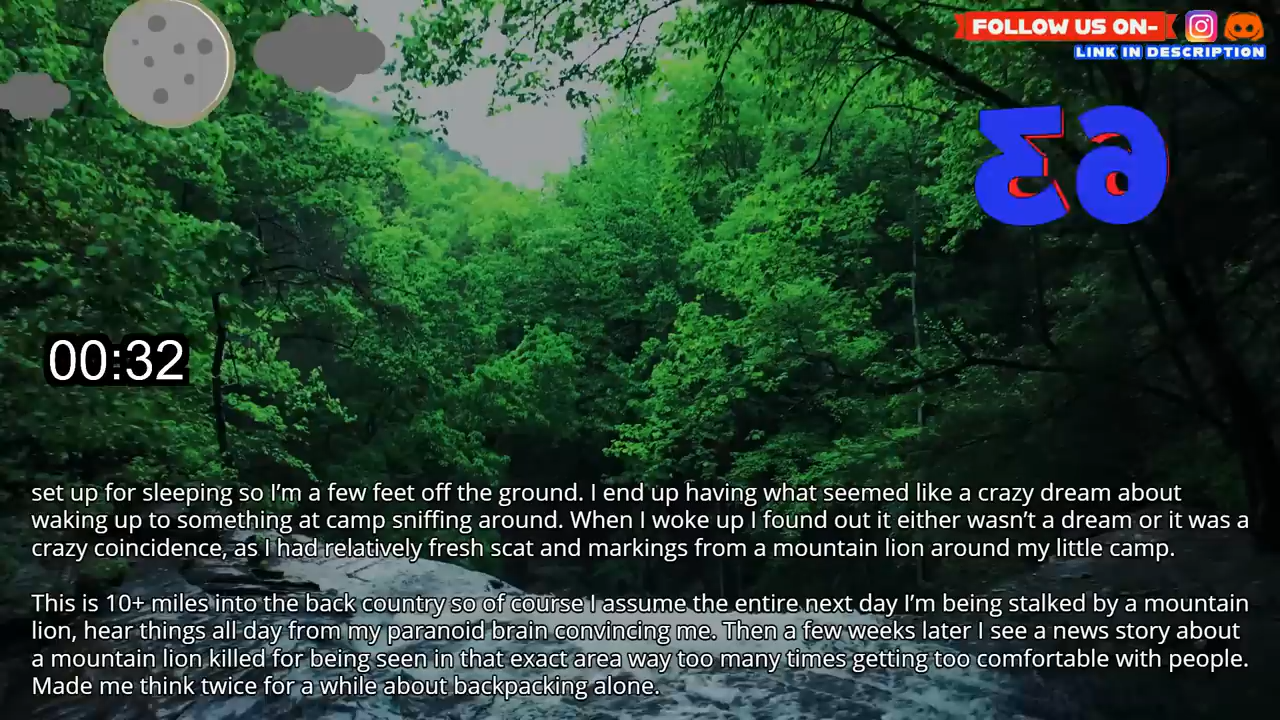 FOLLOW US ON-
LINK IN DESCRIPTION
63
00:32
set up for sleeping so I’m a few feet off the ground. I end up having what seemed like a crazy dream about
waking up to something at camp sniffing around. When I woke up I found out it either wasn’t a dream or it was a
crazy coincidence, as I had relatively fresh scat and markings from a mountain lion around my little camp.
This is 10+ miles into the back country so of course I assume the entire next day I’m being stalked by a mountain
lion, hear things all day from my paranoid brain convincing me. Then a few weeks later I see a news story about
a mountain lion killed for being seen in that exact area way too many times getting too comfortable with people.
Made me think twice for a while about backpacking alone.